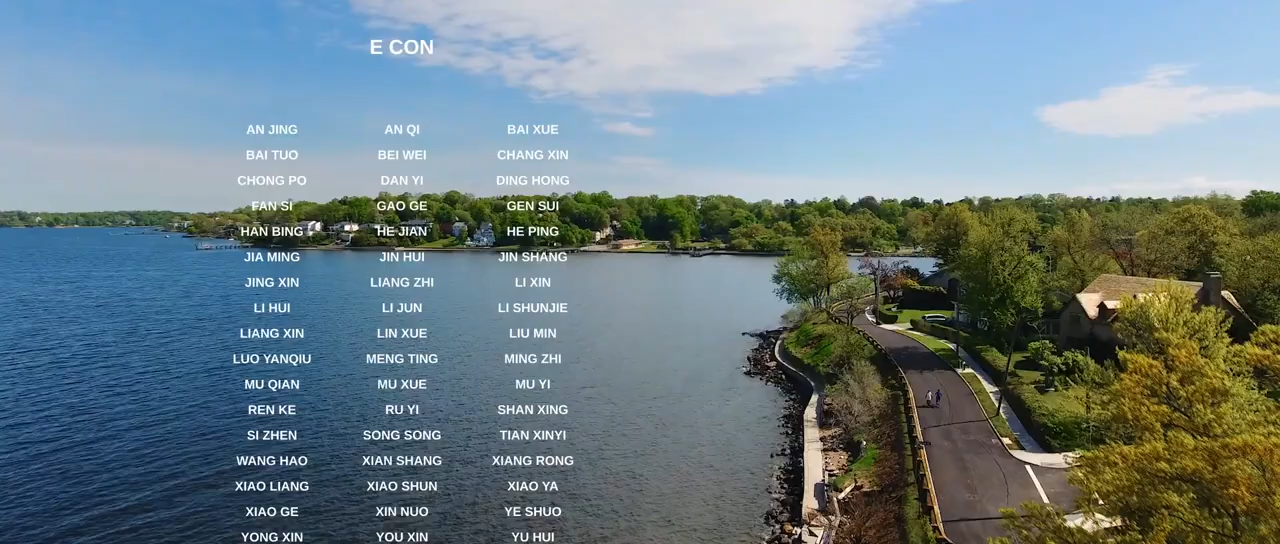 E CON
AN JING AN QI BAI XUE
BAI TUO BEI WEI CHANG XIN
CHONG PO DAN YI DING HONG
FAN SI GAO GE GEN SUI
HAN BING HE JIAN HE PING
JIA MING JIN HUI JIN SHANG
JING XIN LIANG ZHI LI XIN
LI HUI LI JUN LI SHUNJIE
LIANG XIN LIN XUE LIU MIN
LUO YANQIU MENG TING MING ZHI
MU QIAN MU XUE MU YI
REN KE RU YI SHAN XING
SI ZHEN SONG SONG TIAN XINYI
WANG HAO XIAN SHANG XIANG RONG
XIAO LIANG XIAO SHUN XIAO YA
XIAO GE XIN NUO YE SHUO
YONG XIN YOU XIN YU HUI